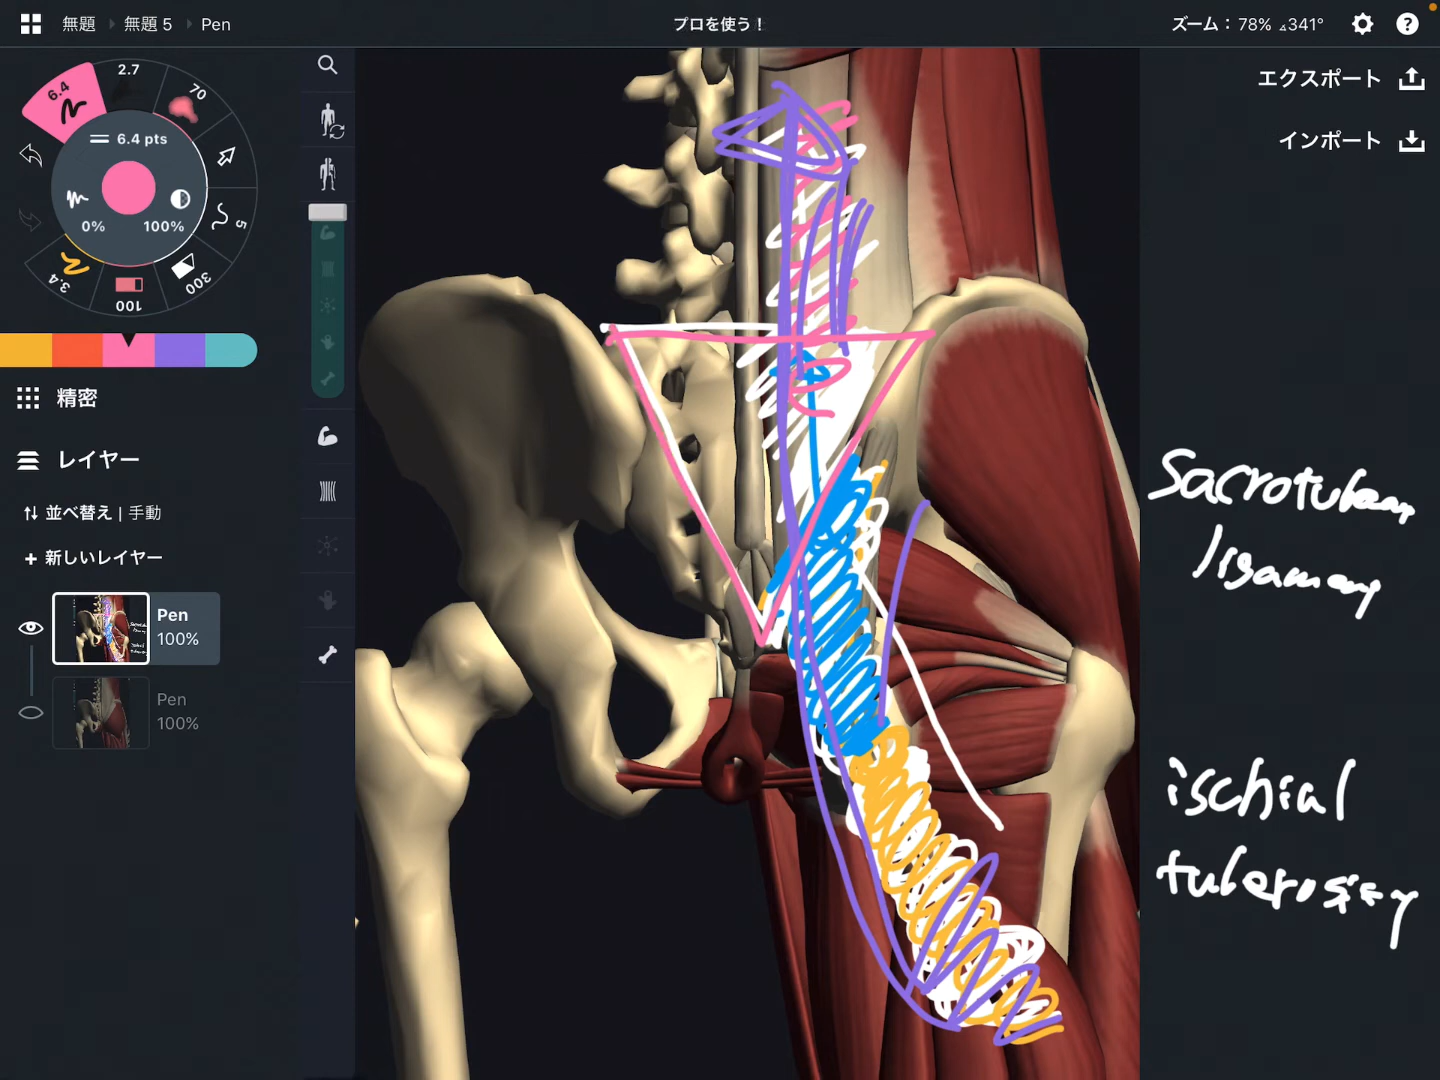 無題 無題 5 Pen
プロを使う！
ズーム： 78% ⊿341°
エクスポート
インポート
2.7
6.4
70
6.4 pts
0% 100%
5
3.4
100
300
精密
レイヤー
並べ替え | 手動
+ 新しいレイヤー
Pen
100%
Pen
100%
ligament
ischial
tuberosity